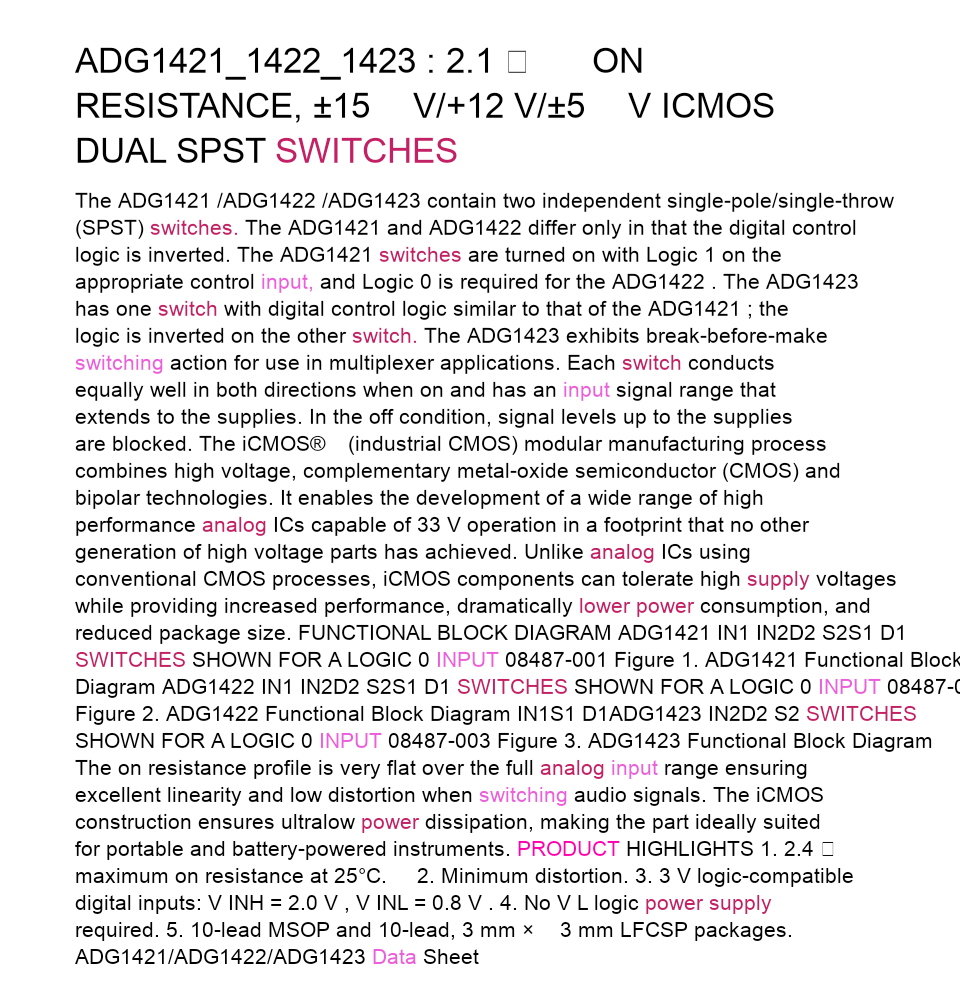 ADG1421_1422_1423 : 2.1 □ ON
RESISTANCE, ±15 V/+12 V/±5 V ICMOS
DUAL SPST SWITCHES
The ADG1421 /ADG1422 /ADG1423 contain two independent single-pole/single-throw
(SPST) switches. The ADG1421 and ADG1422 differ only in that the digital control
logic is inverted. The ADG1421 switches are turned on with Logic 1 on the
appropriate control input, and Logic 0 is required for the ADG1422 . The ADG1423
has one switch with digital control logic similar to that of the ADG1421 ; the
logic is inverted on the other switch. The ADG1423 exhibits break-before-make
switching action for use in multiplexer applications. Each switch conducts
equally well in both directions when on and has an input signal range that
extends to the supplies. In the off condition, signal levels up to the supplies
are blocked. The iCMOS® (industrial CMOS) modular manufacturing process
combines high voltage, complementary metal-oxide semiconductor (CMOS) and
bipolar technologies. It enables the development of a wide range of high
performance analog ICs capable of 33 V operation in a footprint that no other
generation of high voltage parts has achieved. Unlike analog ICs using
conventional CMOS processes, iCMOS components can tolerate high supply voltages
while providing increased performance, dramatically lower power consumption, and
reduced package size. FUNCTIONAL BLOCK DIAGRAM ADG1421 IN1 IN2D2 S2S1 D1
SWITCHES SHOWN FOR A LOGIC 0 INPUT 08487-001 Figure 1. ADG1421 Functional Block
Diagram ADG1422 IN1 IN2D2 S2S1 D1 SWITCHES SHOWN FOR A LOGIC 0 INPUT 08487-0
Figure 2. ADG1422 Functional Block Diagram IN1S1 D1ADG1423 IN2D2 S2 SWITCHES
SHOWN FOR A LOGIC 0 INPUT 08487-003 Figure 3. ADG1423 Functional Block Diagram
The on resistance profile is very flat over the full analog input range ensuring
excellent linearity and low distortion when switching audio signals. The iCMOS
construction ensures ultralow power dissipation, making the part ideally suited
for portable and battery-powered instruments. PRODUCT HIGHLIGHTS 1. 2.4 □
maximum on resistance at 25°C. 2. Minimum distortion. 3. 3 V logic-compatible
digital inputs: V INH = 2.0 V , V INL = 0.8 V . 4. No V L logic power supply
required. 5. 10-lead MSOP and 10-lead, 3 mm × 3 mm LFCSP packages.
ADG1421/ADG1422/ADG1423 Data Sheet